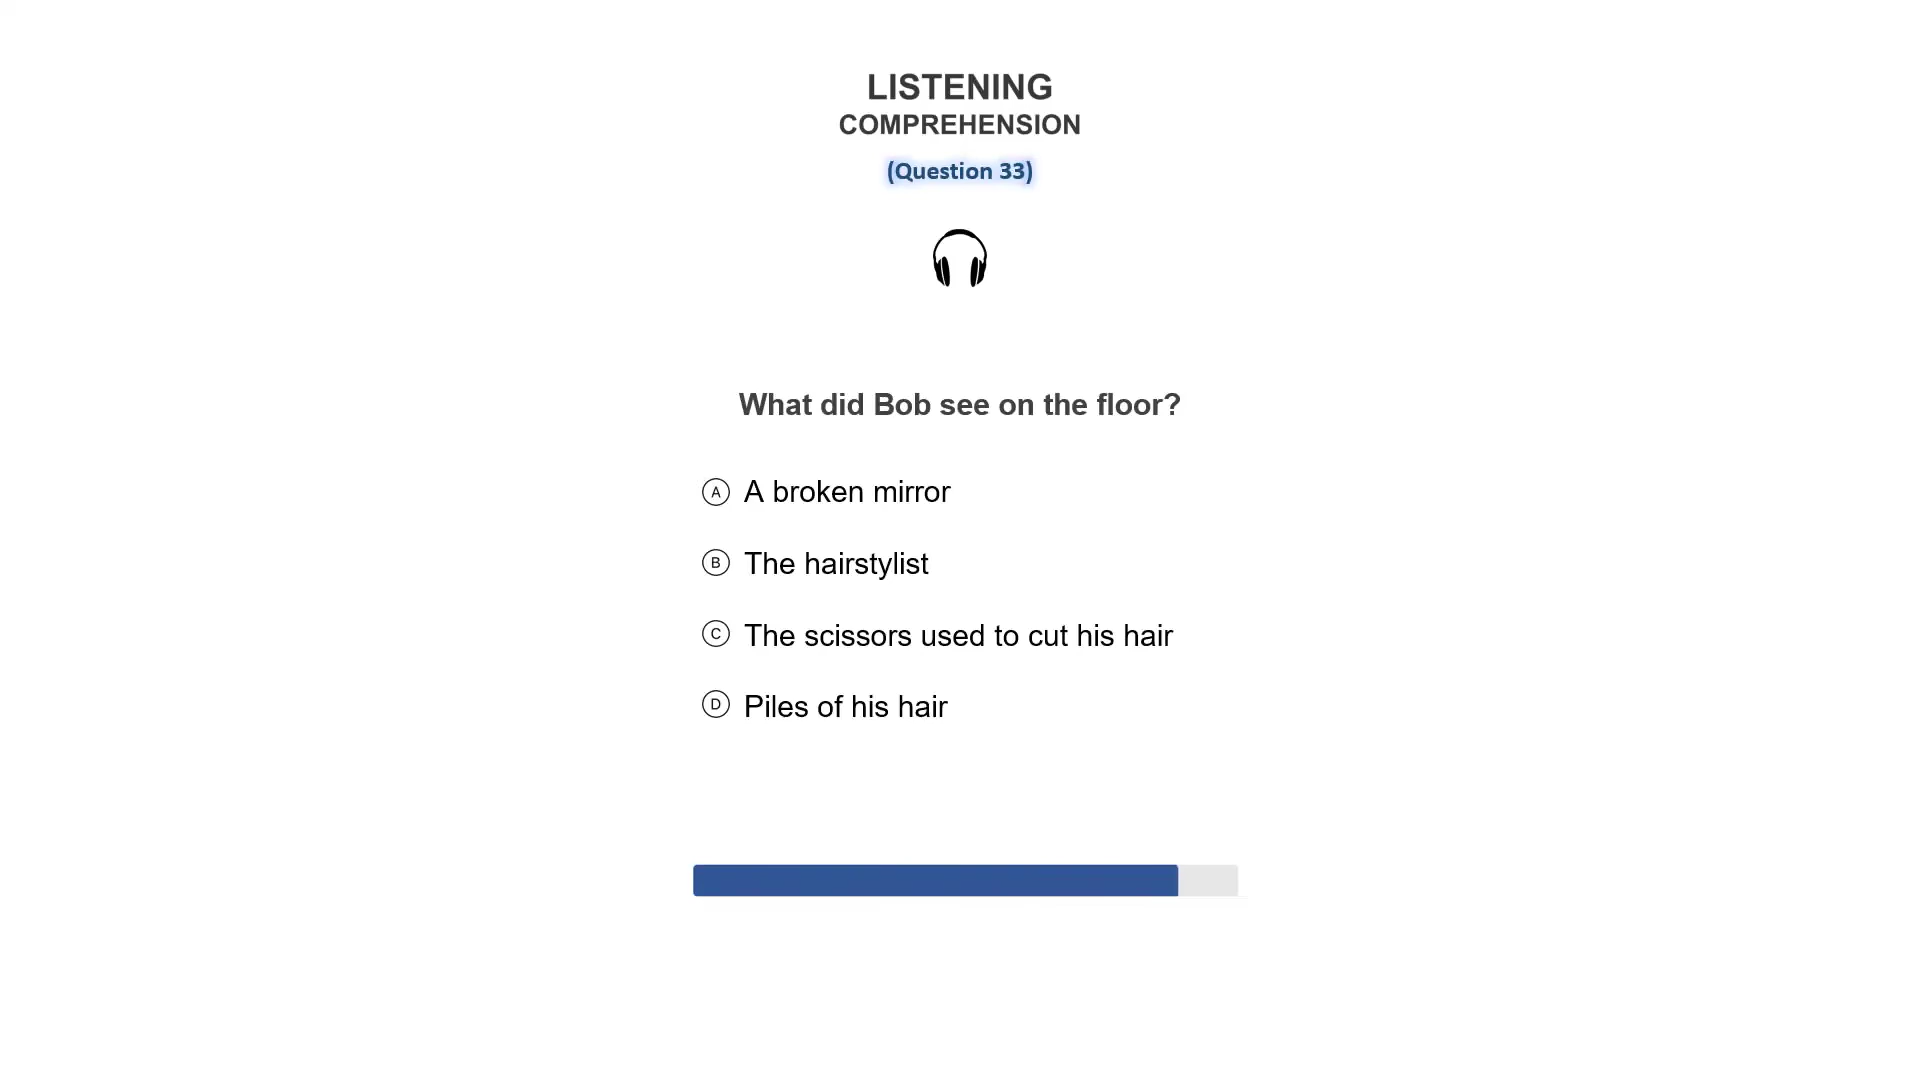 LISTENING
COMPREHENSION
(Question 33)
What did Bob see on the floor?
A A broken mirror
B The hairstylist
C The scissors used to cut his hair
D Piles of his hair